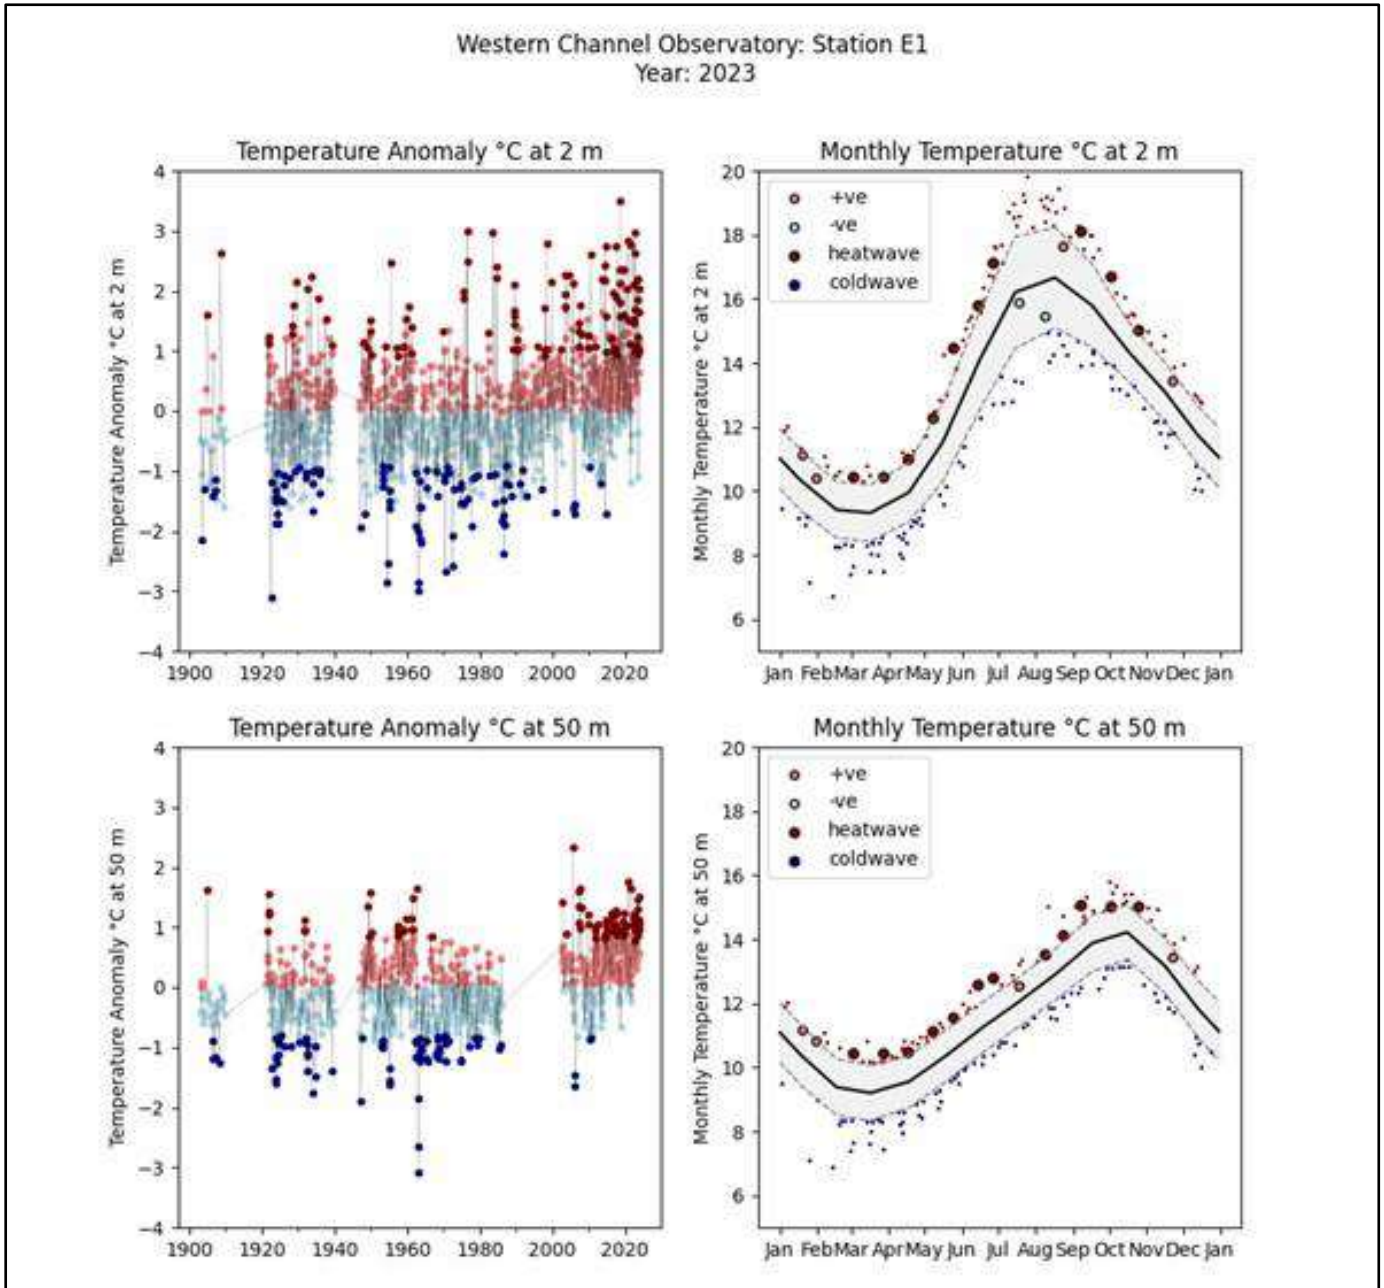 Western Channel Observatory: Station E1
Year: 2023
Temperature Anomaly °C at 2 m
Temperature Anomaly °C at 2 m
4
3
2
1
0
−1
−2
−3
−4
1900 1920 1940 1960 1980 2000 2020
Monthly Temperature °C at 2 m
Monthly Temperature °C at 2 m
20
18
16
14
12
10
8
6
+ve
-ve
heatwave
coldwave
Jan Feb Mar Apr May Jun Jul Aug Sep Oct Nov Dec Jan
Temperature Anomaly °C at 50 m
Temperature Anomaly °C at 50 m
4
3
2
1
0
−1
−2
−3
−4
1900 1920 1940 1960 1980 2000 2020
Monthly Temperature °C at 50 m
Monthly Temperature °C at 50 m
20
18
16
14
12
10
8
6
+ve
-ve
heatwave
coldwave
Jan Feb Mar Apr May Jun Jul Aug Sep Oct Nov Dec Jan